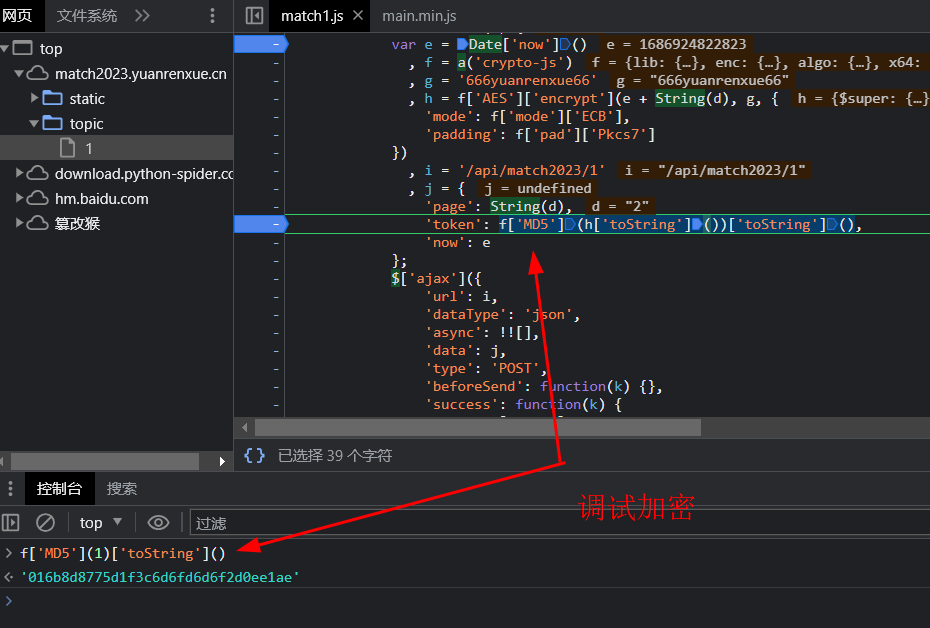 网页 文件系统
top
match2023.yuanrenxue.cn
static
topic
1
download.python-spider.co
hm.baidu.com
篡改猴
match1.js main.min.js
var e = Date['now']() e = 1686924822823
, f = a('crypto-js') f = {lib: {…}, enc: {…}, algo: {…}, x64:
, g = '666yuanrenxue66' g = "666yuanrenxue66"
, h = f['AES']['encrypt'](e + String(d), g, { h = {$super: {…}
'mode': f['mode']['ECB'],
'padding': f['pad']['Pkcs7']
})
, i = '/api/match2023/1' i = "/api/match2023/1"
, j = { j = undefined
'page': String(d), d = "2"
'token': f['MD5'](h['toString']())['toString'](),
'now': e
};
$['ajax']({
'url': i,
'dataType': 'json',
'async': !![],
'data': j,
'type': 'POST',
'beforeSend': function(k) {},
'success': function(k) {
{} 已选择 39 个字符
控制台 搜索
top 过滤
调试加密
> f['MD5'](1)['toString']()
'016b8d8775d1f3c6d6fd6d6f2d0ee1ae'
>